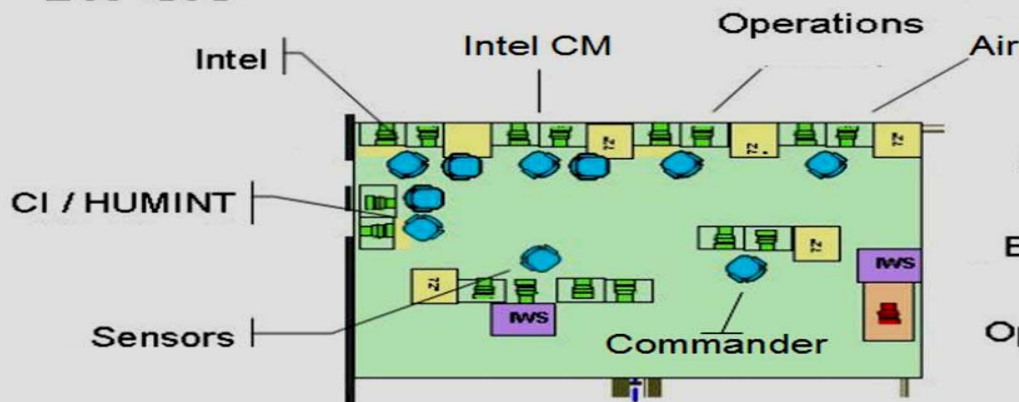 Operations
Intel CM
Air
Intel
CI / HUMINT
IWS
IWS
Sensors
Commander